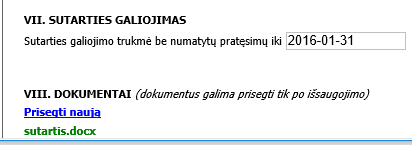 VII. SUTARTIES GALIOJIMAS
Sutarties galiojimo trukmė be numatytų pratęsimų iki 2016-01-31
VIII. DOKUMENTAI (dokumentus galima prisegti tik po išsaugojimo)
Prisegti naują
sutartis.docx